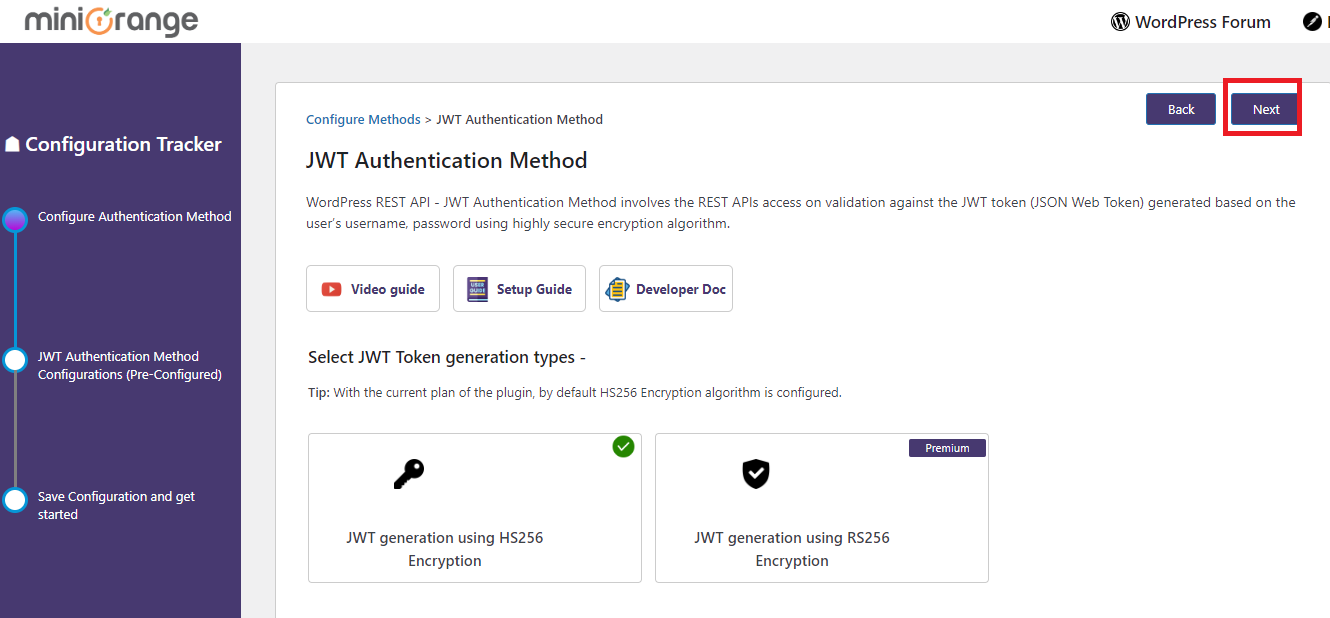 miniOrange
WordPress Forum
Configuration Tracker
Configure Authentication Method
JWT Authentication Method
Configurations (Pre-Configured)
Save Configuration and get
started
Configure Methods > JWT Authentication Method
Back
Next
JWT Authentication Method
WordPress REST API - JWT Authentication Method involves the REST APIs access on validation against the JWT token (JSON Web Token) generated based on the
user's username, password using highly secure encryption algorithm.
Video guide
USER
GUIDE
Setup Guide
Developer Doc
Select JWT Token generation types -
Tip: With the current plan of the plugin, by default HS256 Encryption algorithm is configured.
JWT generation using HS256
Encryption
Premium
JWT generation using RS256
Encryption